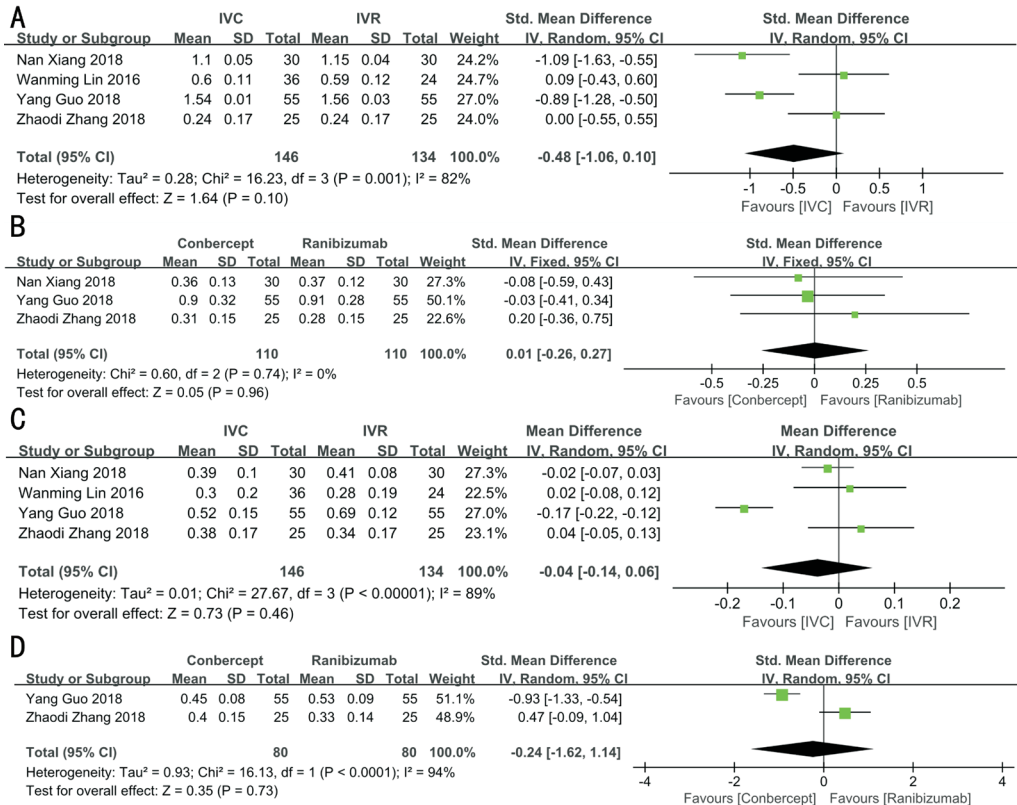 A
IVC IVR Std. Mean Difference Std. Mean Difference
Study or Subgroup Mean SD Total Mean SD Total Weight IV, Random, 95% CI IV, Random, 95% CI
Nan Xiang 2018 1.1 0.05 30 1.15 0.04 30 24.2% -1.09 [-1.63, -0.55]
Wanming Lin 2016 0.6 0.11 36 0.59 0.12 24 24.7% 0.09 [-0.43, 0.60]
Yang Guo 2018 1.54 0.01 55 1.56 0.03 55 27.0% -0.89 [-1.28, -0.50]
Zhaodi Zhang 2018 0.24 0.17 25 0.24 0.17 25 24.0% 0.00 [-0.55, 0.55]
Total (95% CI) 146 134 100.0% -0.48 [-1.06, 0.10]
Heterogeneity: Tau² = 0.28; Chi² = 16.23, df = 3 (P = 0.001); I² = 82%
Test for overall effect: Z = 1.64 (P = 0.10)
-1 -0.5 0 0.5 1
Favours [IVC] Favours [IVR]
B
Conbercept Ranibizumab Std. Mean Difference Std. Mean Difference
Study or Subgroup Mean SD Total Mean SD Total Weight IV, Fixed, 95% CI IV, Fixed, 95% CI
Nan Xiang 2018 0.36 0.13 30 0.37 0.12 30 27.3% -0.08 [-0.59, 0.43]
Yang Guo 2018 0.9 0.32 55 0.91 0.28 55 50.1% -0.03 [-0.41, 0.34]
Zhaodi Zhang 2018 0.31 0.15 25 0.28 0.15 25 22.6% 0.20 [-0.36, 0.75]
Total (95% CI) 110 110 100.0% 0.01 [-0.26, 0.27]
Heterogeneity: Chi² = 0.60, df = 2 (P = 0.74); I² = 0%
Test for overall effect: Z = 0.05 (P = 0.96)
-0.5 -0.25 0 0.25 0.5
Favours [Conbercept] Favours [Ranibizumab]
C
IVC IVR Mean Difference Mean Difference
Study or Subgroup Mean SD Total Mean SD Total Weight IV, Random, 95% CI IV, Random, 95% CI
Nan Xiang 2018 0.39 0.1 30 0.41 0.08 30 27.3% -0.02 [-0.07, 0.03]
Wanming Lin 2016 0.3 0.2 36 0.28 0.19 24 22.5% 0.02 [-0.08, 0.12]
Yang Guo 2018 0.52 0.15 55 0.69 0.12 55 27.0% -0.17 [-0.22, -0.12]
Zhaodi Zhang 2018 0.38 0.17 25 0.34 0.17 25 23.1% 0.04 [-0.05, 0.13]
Total (95% CI) 146 134 100.0% -0.04 [-0.14, 0.06]
Heterogeneity: Tau² = 0.01; Chi² = 27.67, df = 3 (P < 0.00001); I² = 89%
Test for overall effect: Z = 0.73 (P = 0.46)
-0.2 -0.1 0 0.1 0.2
Favours [IVC] Favours [IVR]
D
Conbercept Ranibizumab Std. Mean Difference Std. Mean Difference
Study or Subgroup Mean SD Total Mean SD Total Weight IV, Random, 95% CI IV, Random, 95% CI
Yang Guo 2018 0.45 0.08 55 0.53 0.09 55 51.1% -0.93 [-1.33, -0.54]
Zhaodi Zhang 2018 0.4 0.15 25 0.33 0.14 25 48.9% 0.47 [-0.09, 1.04]
Total (95% CI) 80 80 100.0% -0.24 [-1.62, 1.14]
Heterogeneity: Tau² = 0.93; Chi² = 16.13, df = 1 (P < 0.0001); I² = 94%
Test for overall effect: Z = 0.35 (P = 0.73)
-4 -2 0 2 4
Favours [Conbercept] Favours [Ranibizumab]